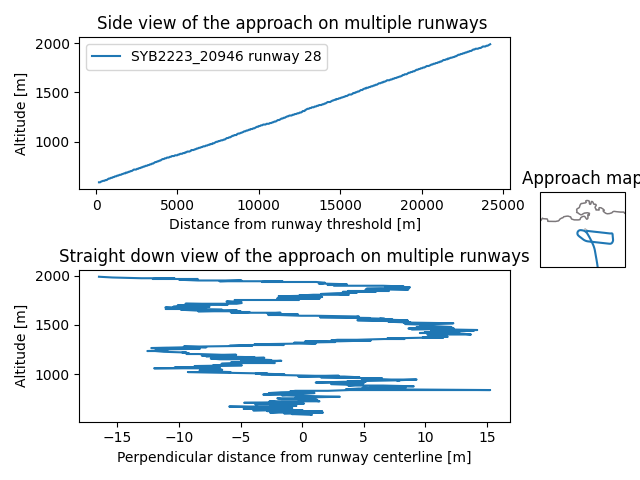 Side view of the approach on multiple runways
2000
1500
1000
Altitude [m]
SYB2223_20946 runway 28
0 5000 10000 15000 20000 25000
Distance from runway threshold [m]
Approach map
Straight down view of the approach on multiple runways
2000
1500
1000
Altitude [m]
−15 −10 −5 0 5 10 15
Perpendicular distance from runway centerline [m]